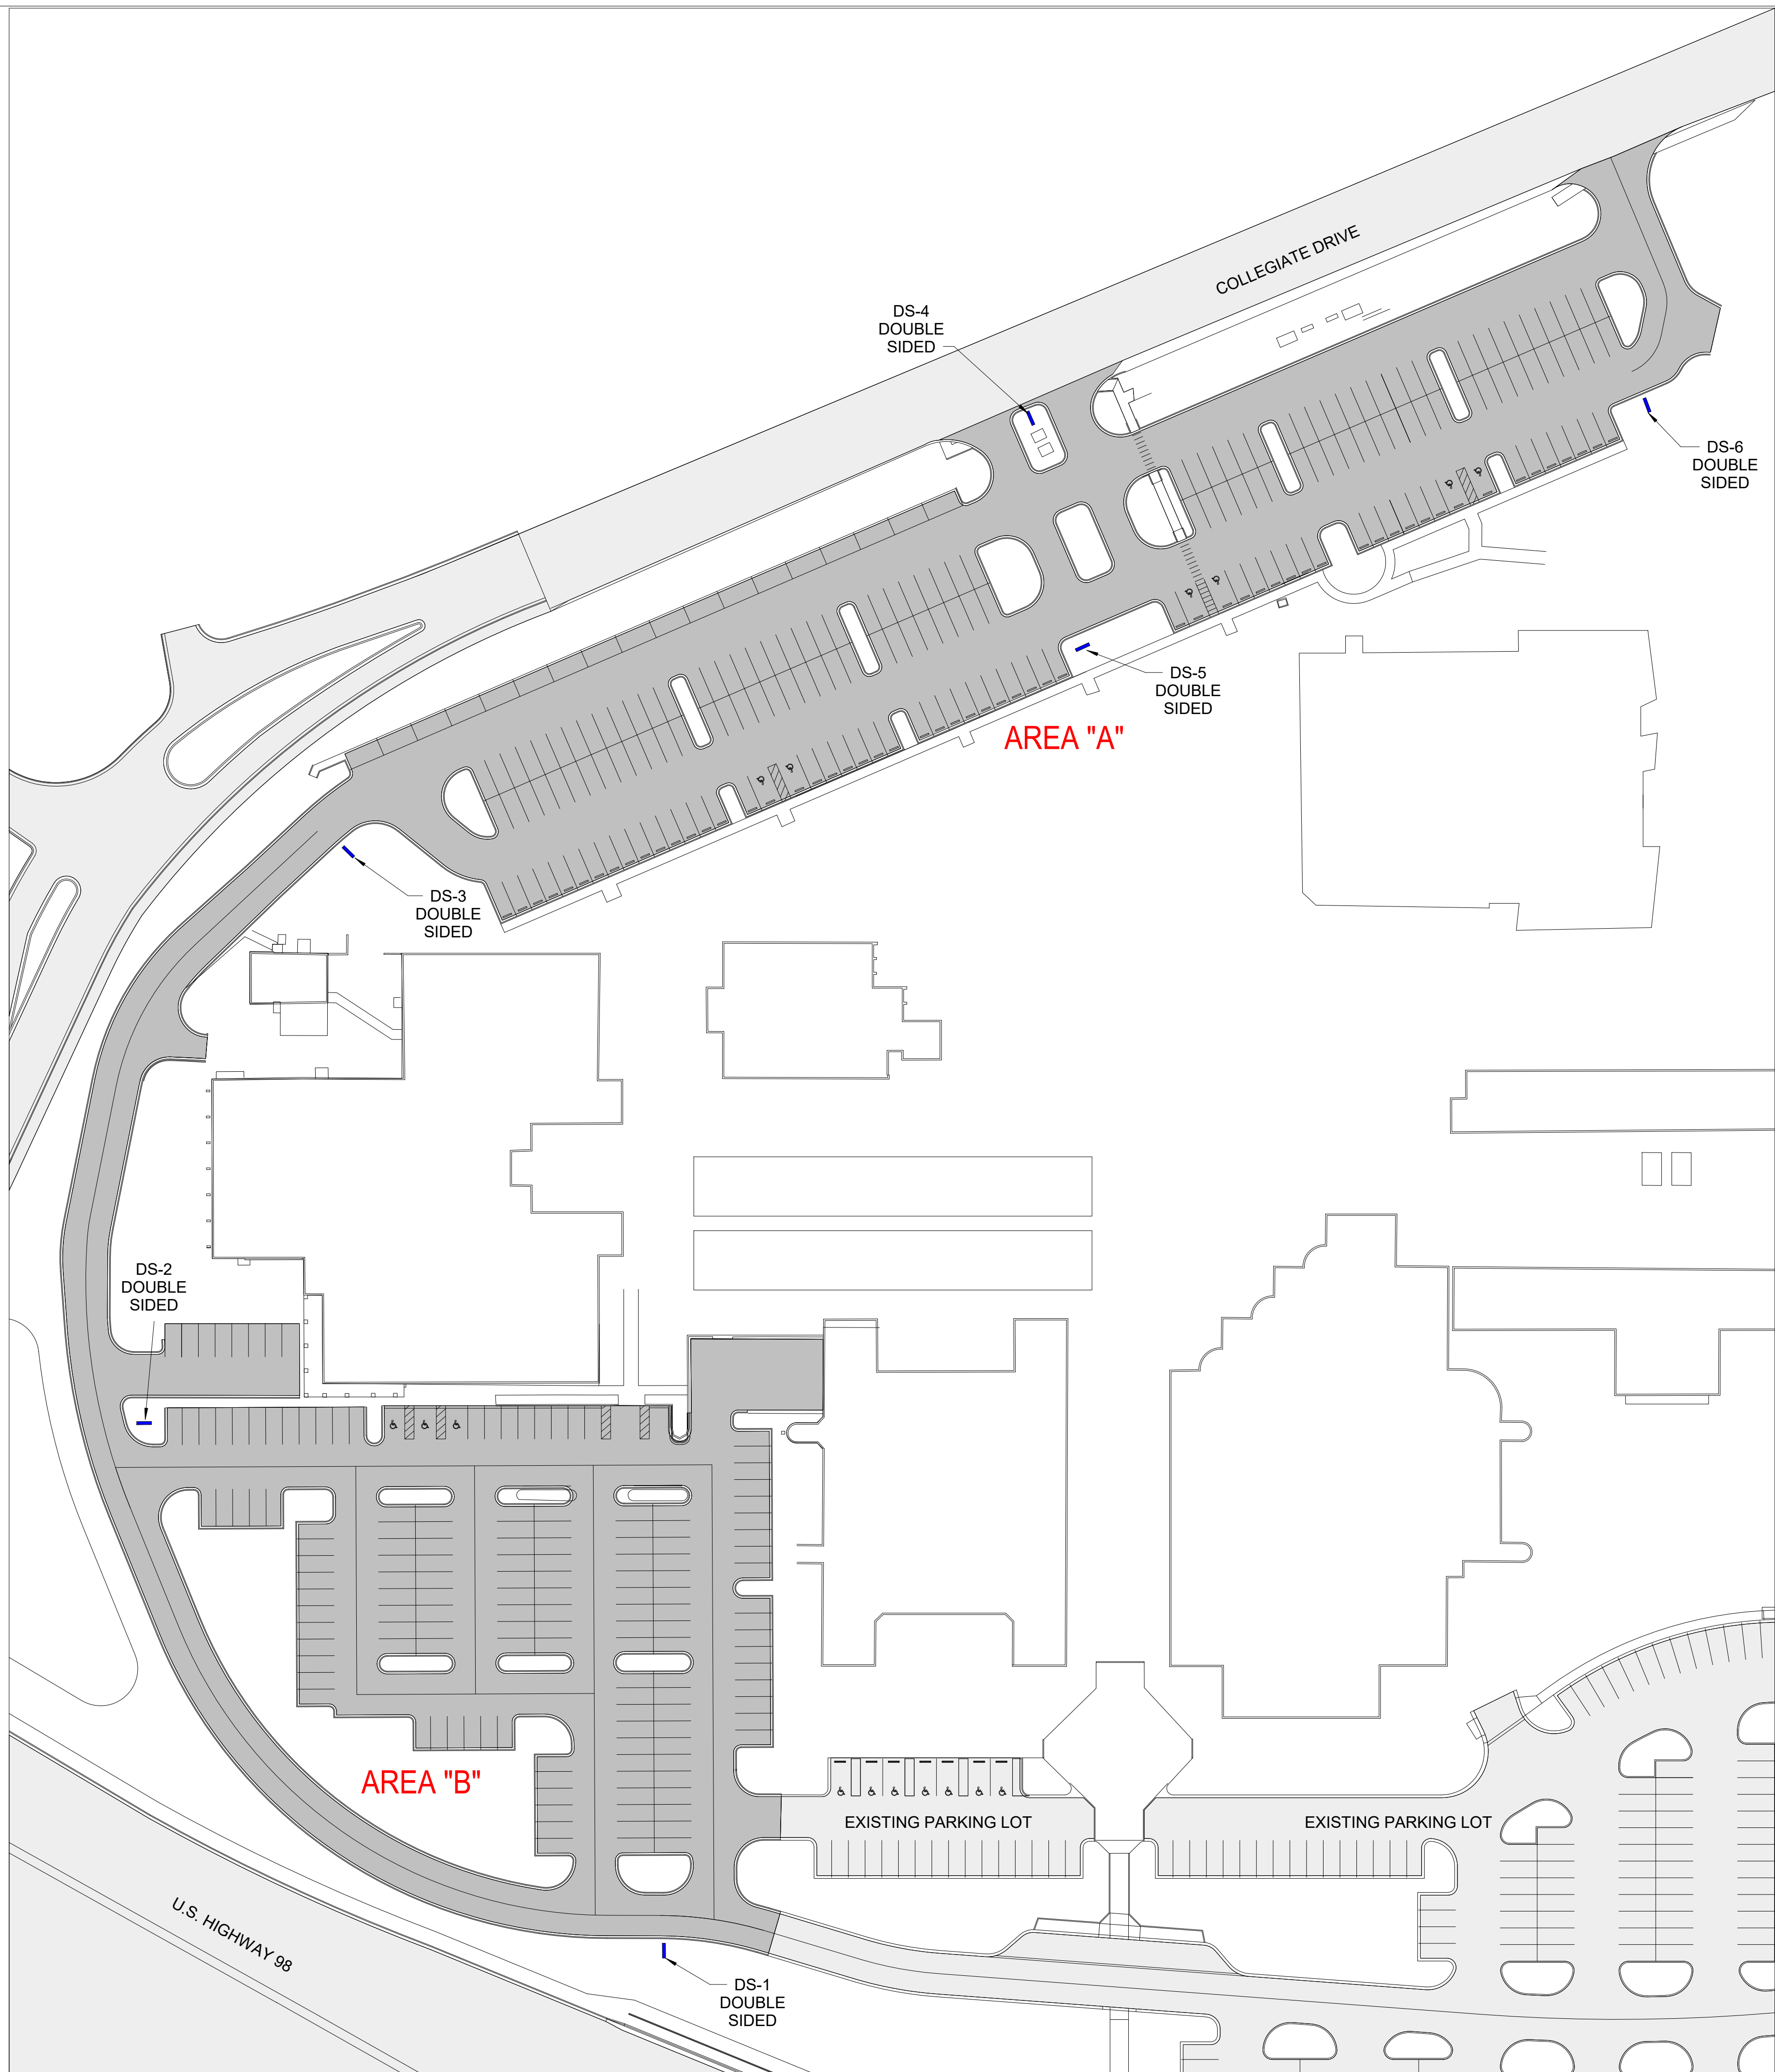 COLLEGIATE DRIVE
DS-4
DOUBLE
SIDED
DS-6
DOUBLE
SIDED
DS-5
DOUBLE
SIDED
AREA "A"
DS-3
DOUBLE
SIDED
DS-2
DOUBLE
SIDED
AREA "B"
EXISTING PARKING LOT
EXISTING PARKING LOT
U.S. HIGHWAY 98
DS-1
DOUBLE
SIDED